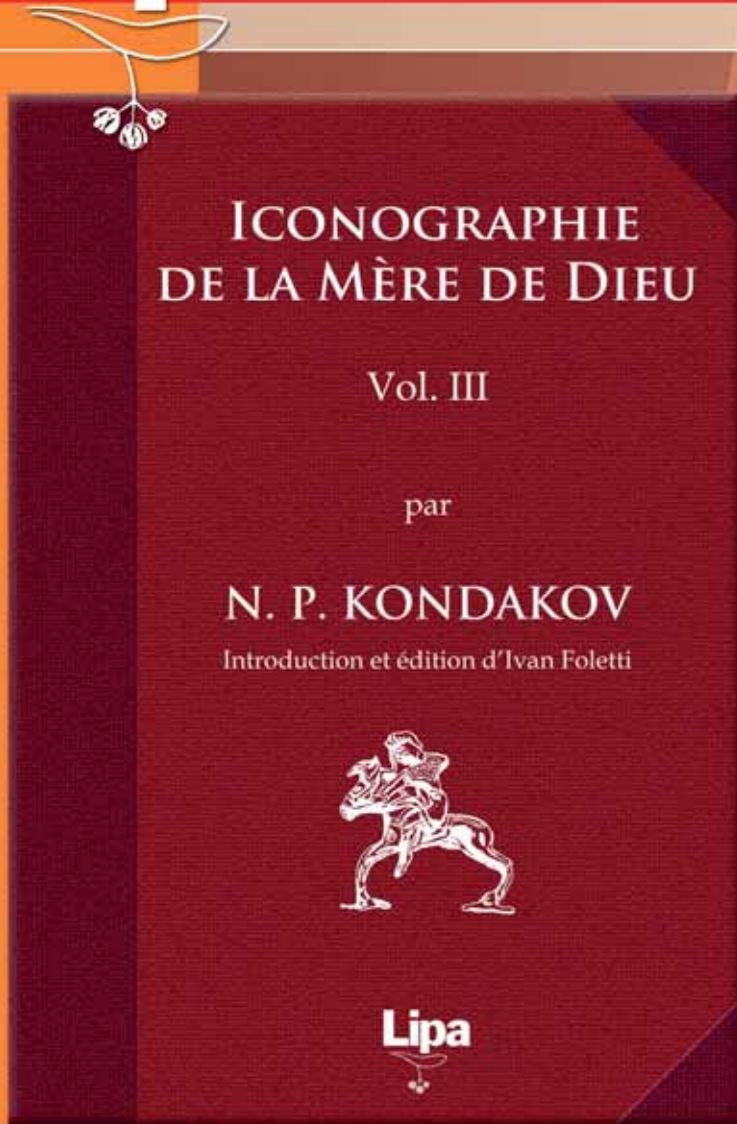 ICONOGRAPHIE
DE LA MÈRE DE DIEU
Vol. III
par
N. P. KONDAKOV
Introduction et édition d'Ivan Foletti
Lipa